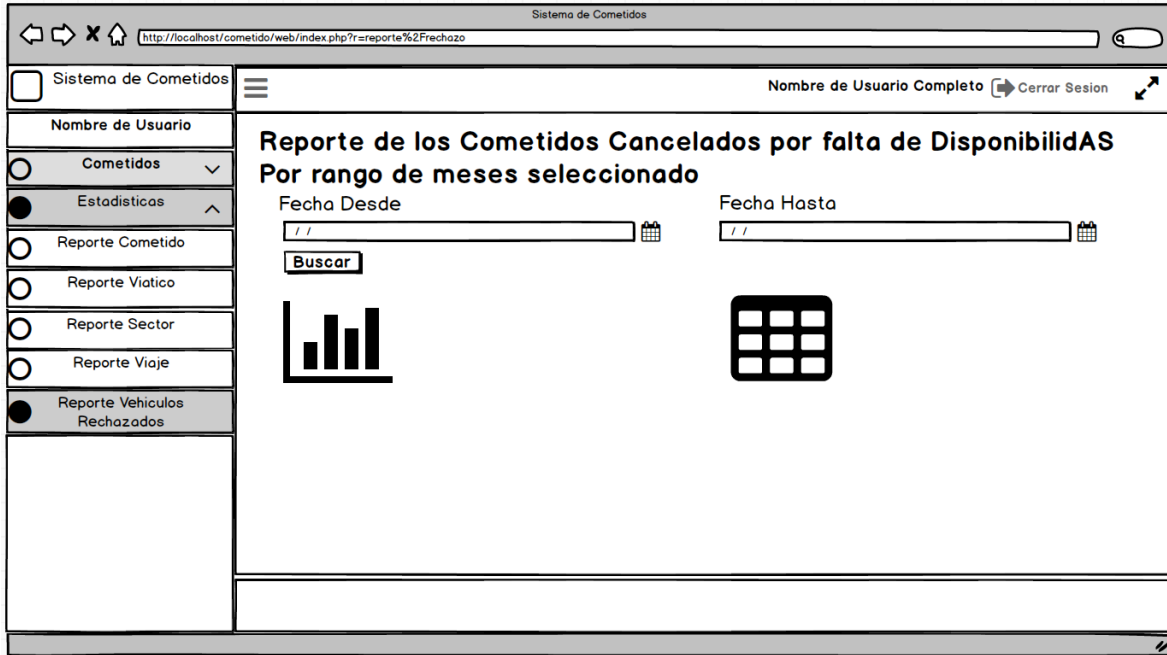 Sistema de Cometidos
http://localhost/cometido/web/index.php?r=reporte%2Frechazo
Sistema de Cometidos
Nombre de Usuario Completo Cerrar Sesion
Nombre de Usuario
Cometidos
Estadisticas
Reporte Cometido
Reporte Viatico
Reporte Sector
Reporte Viaje
Reporte Vehiculos
Rechazados
Reporte de los Cometidos Cancelados por falta de DisponibilidAS
Por rango de meses seleccionado
Fecha Desde
/ /
Fecha Hasta
/ /
Buscar